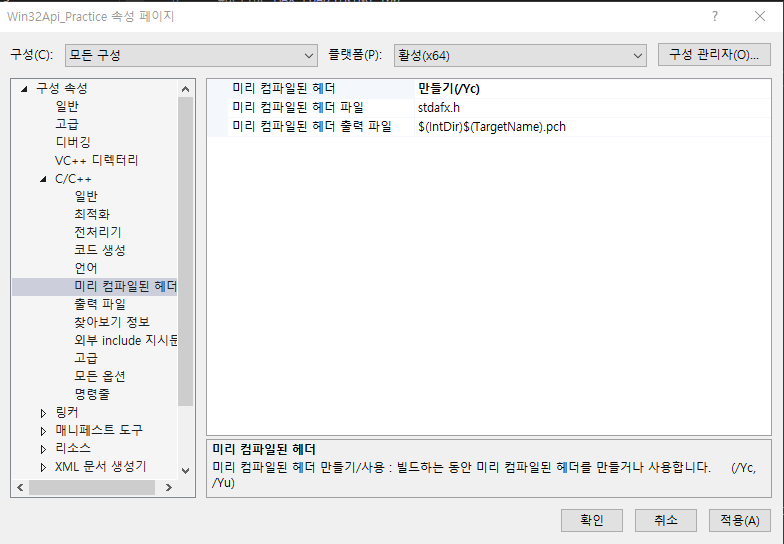 Win32Api_Practice 속성 페이지
구성(C): 모든 구성 플랫폼(P): 활성(x64) 구성 관리자(O)...
구성 속성
일반
고급
디버깅
VC++ 디렉터리
C/C++
일반
최적화
전처리기
코드 생성
언어
미리 컴파일된 헤더
출력 파일
찾아보기 정보
외부 include 지시문
고급
모든 옵션
명령줄
링커
매니페스트 도구
리소스
XML 문서 생성기
미리 컴파일된 헤더 만들기(/Yc)
미리 컴파일된 헤더 파일 stdafx.h
미리 컴파일된 헤더 출력 파일 $(IntDir)$(TargetName).pch
미리 컴파일된 헤더
미리 컴파일된 헤더 만들기/사용 : 빌드하는 동안 미리 컴파일된 헤더를 만들거나 사용합니다. (/Yc,
/Yu)
확인 취소 적용(A)